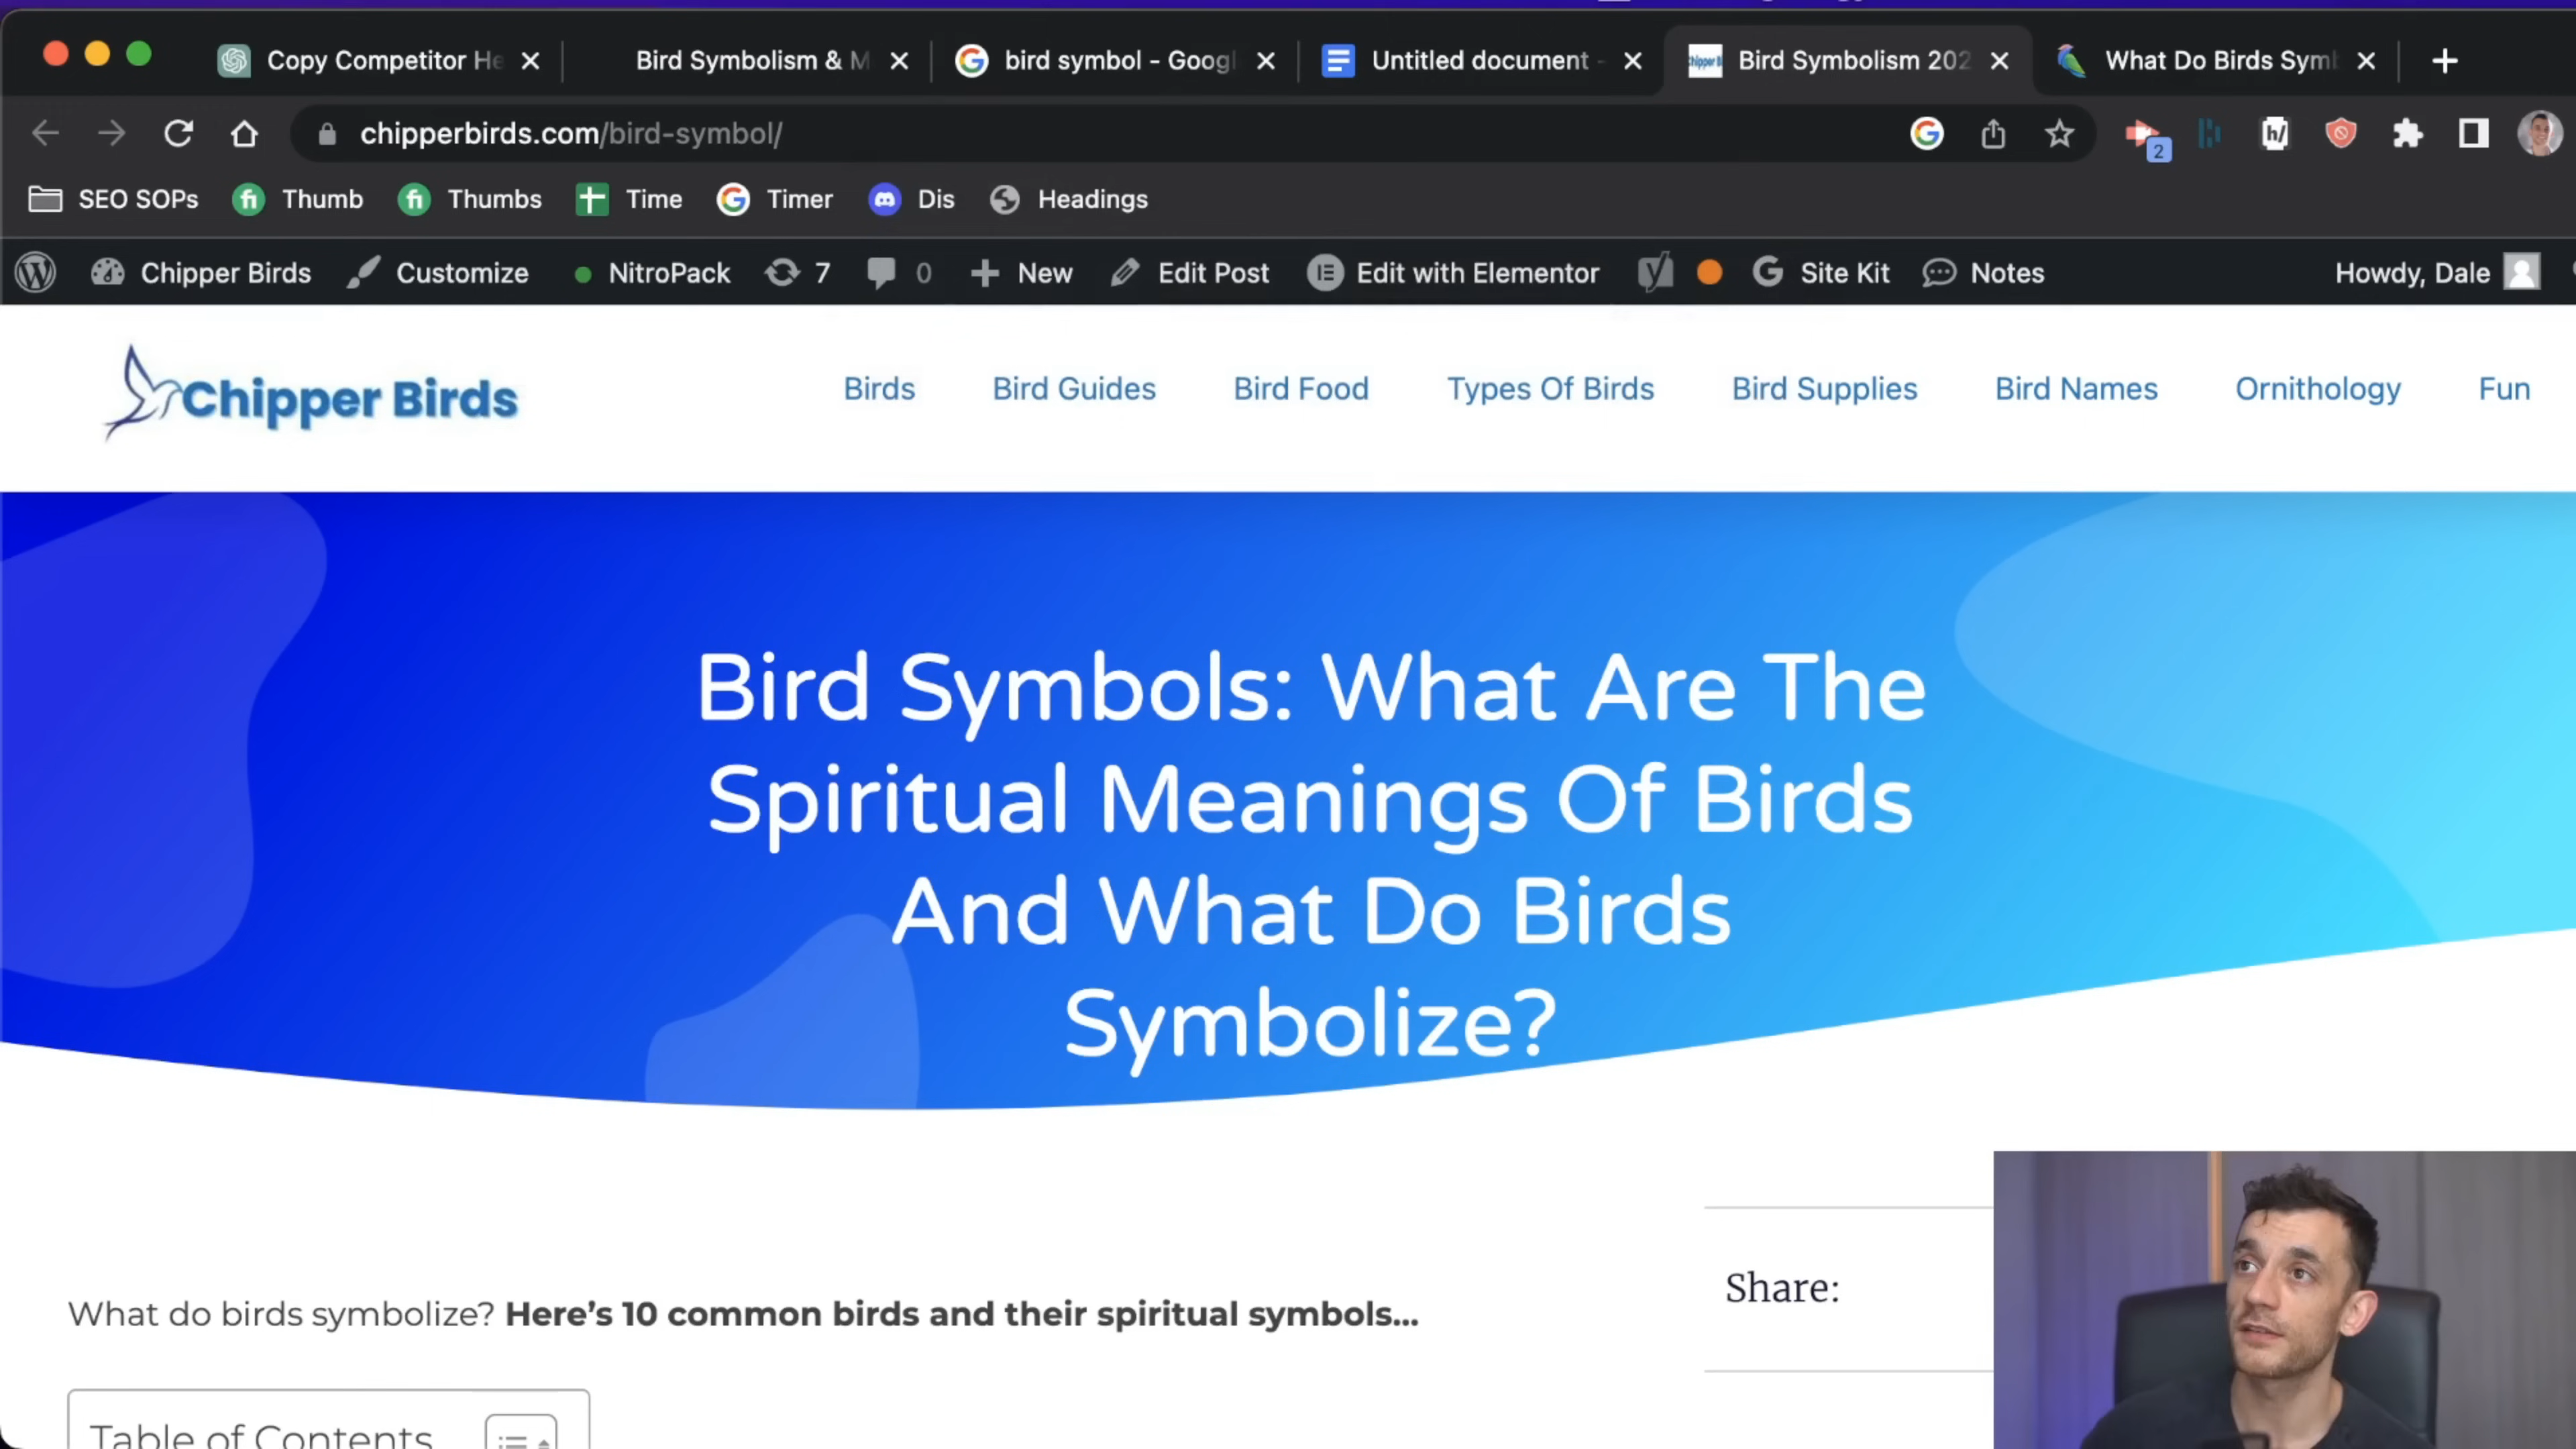 Copy Competitor He
Bird Symbolism & M
bird symbol - Googl
Untitled document -
Bird Symbolism 202
What Do Birds Symb
chipperbirds.com/bird-symbol/
2
h/
SEO SOPs
Thumb
Thumbs
Time
Timer
Dis
Headings
Chipper Birds
Customize
NitroPack
7
0
New
Edit Post
Edit with Elementor
Site Kit
Notes
Howdy, Dale
Chipper Birds
Birds
Bird Guides
Bird Food
Types Of Birds
Bird Supplies
Bird Names
Ornithology
Fun
Bird Symbols: What Are The
Spiritual Meanings Of Birds
And What Do Birds
Symbolize?
Share:
What do birds symbolize? Here's 10 common birds and their spiritual symbols...
Table of Contents